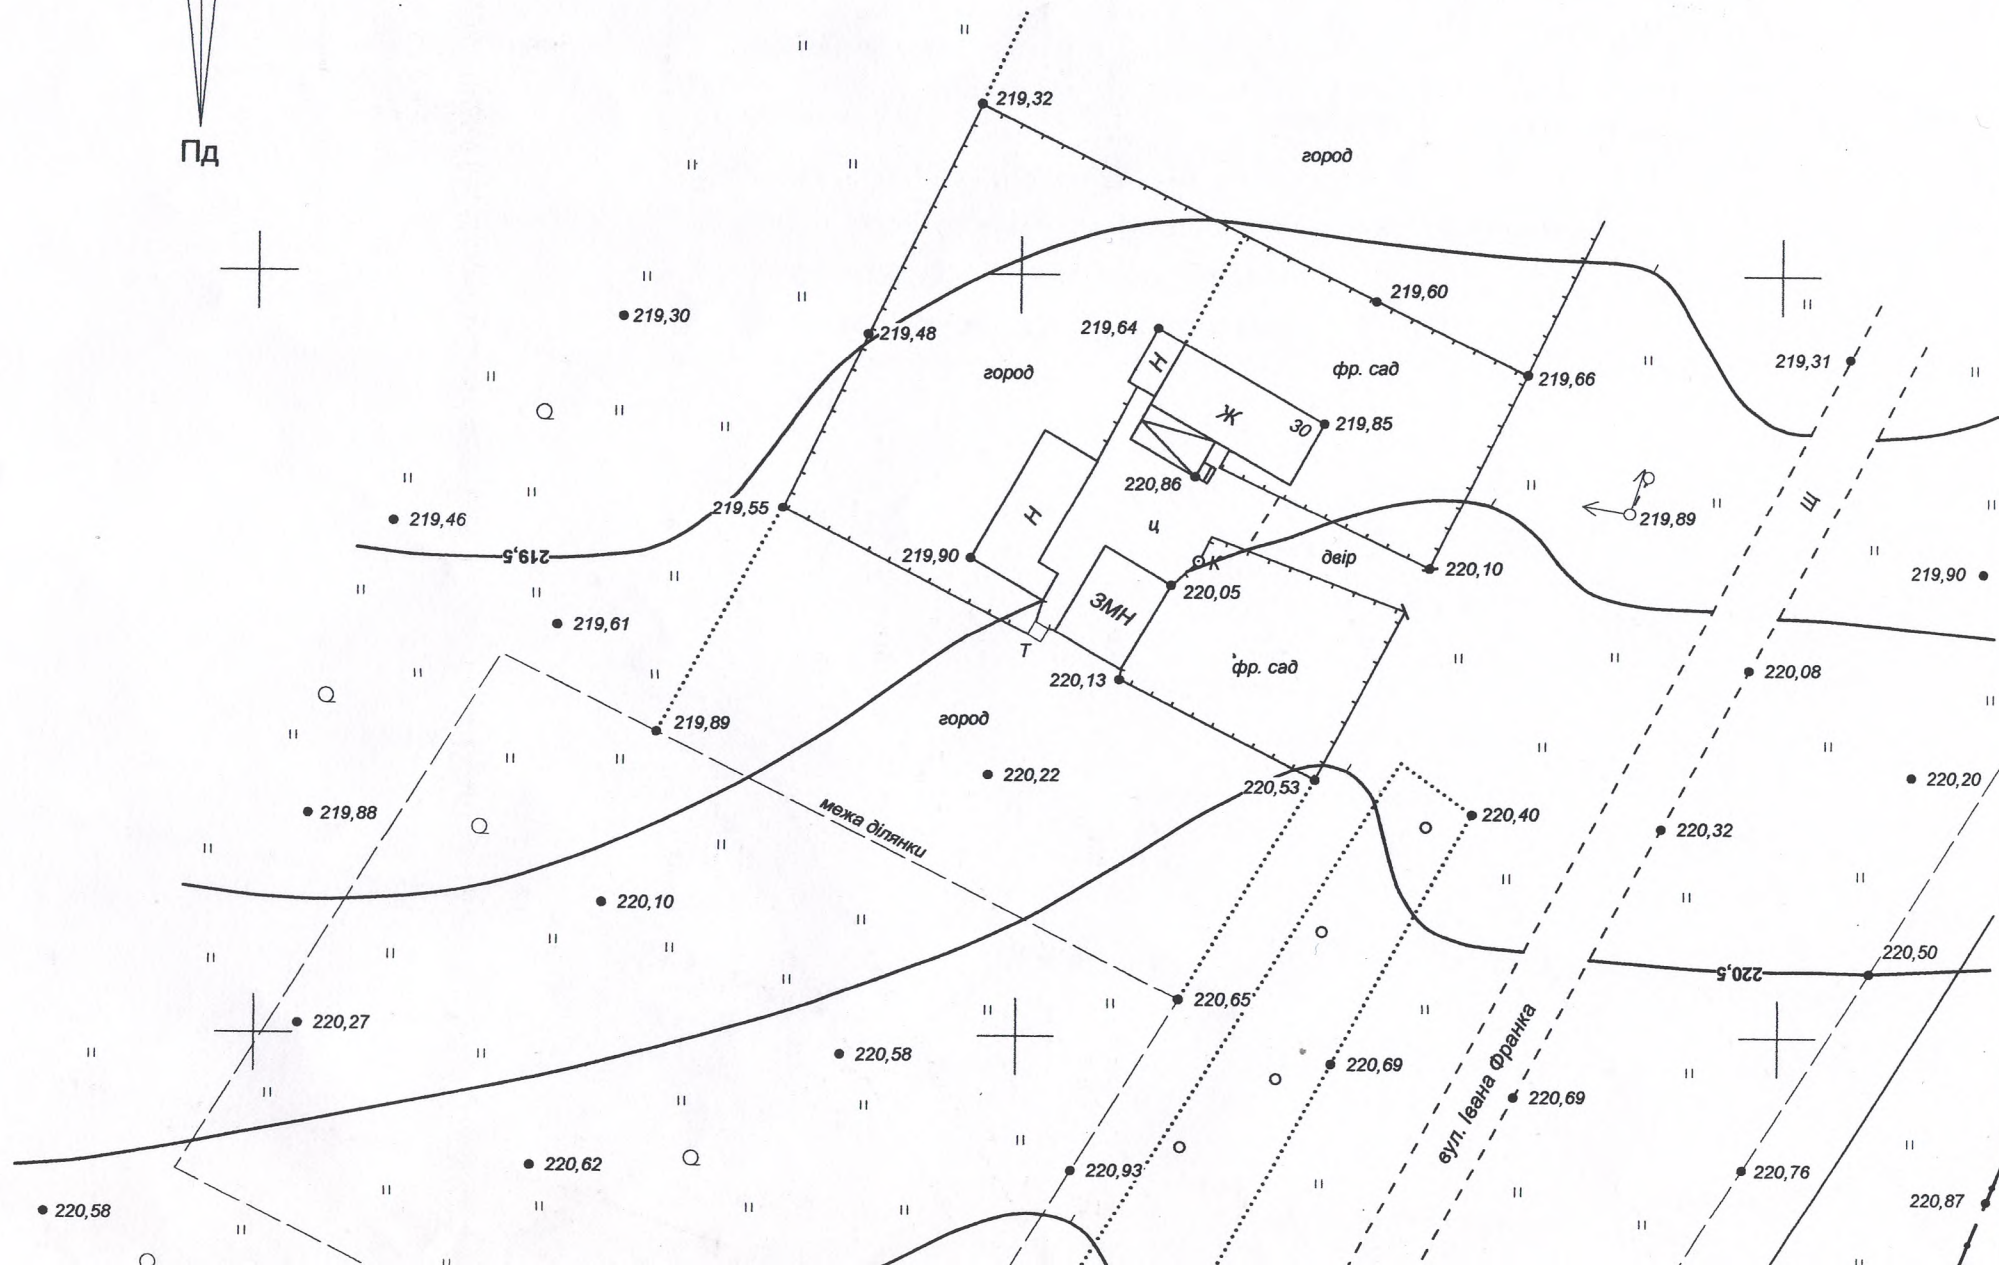 219,32
Пд
город
219,30
219,60
219,48
219,64
219,31
город
фр. сад
219,66
Н
Ж
30
219,85
219,46
219,55
220,86
Щ
219,89
219,5
219,90
Н
ц
К
двір
220,10
219,90
220,05
ЗМН
219,61
Т
220,13
фр. сад
220,08
219,89
город
220,22
220,53
220,20
219,88
межа ділянки
220,40
220,32
220,10
220,50
220,5
220,65
220,27
220,58
220,69
вул. Івана Франка
220,69
220,62
220,93
220,76
220,58
220,87